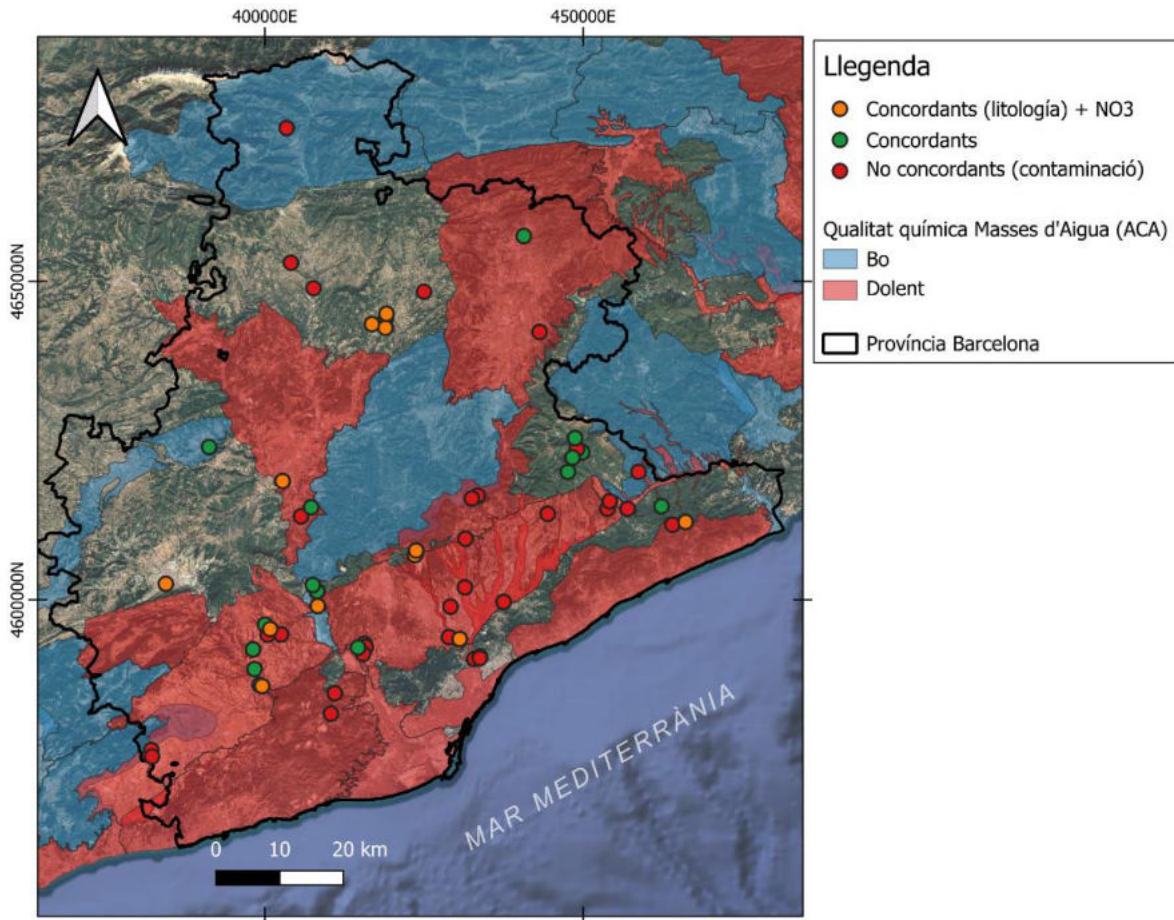 400000E
450000E
4650000N
4600000N
Llegenda
Concordants (litología) + NO3
Concordants
No concordants (contaminació)
Qualitat química Masses d'Aigua (ACA)
Bo
Dolent
Província Barcelona
MAR MEDITERRÀNIA
0 10 20 km